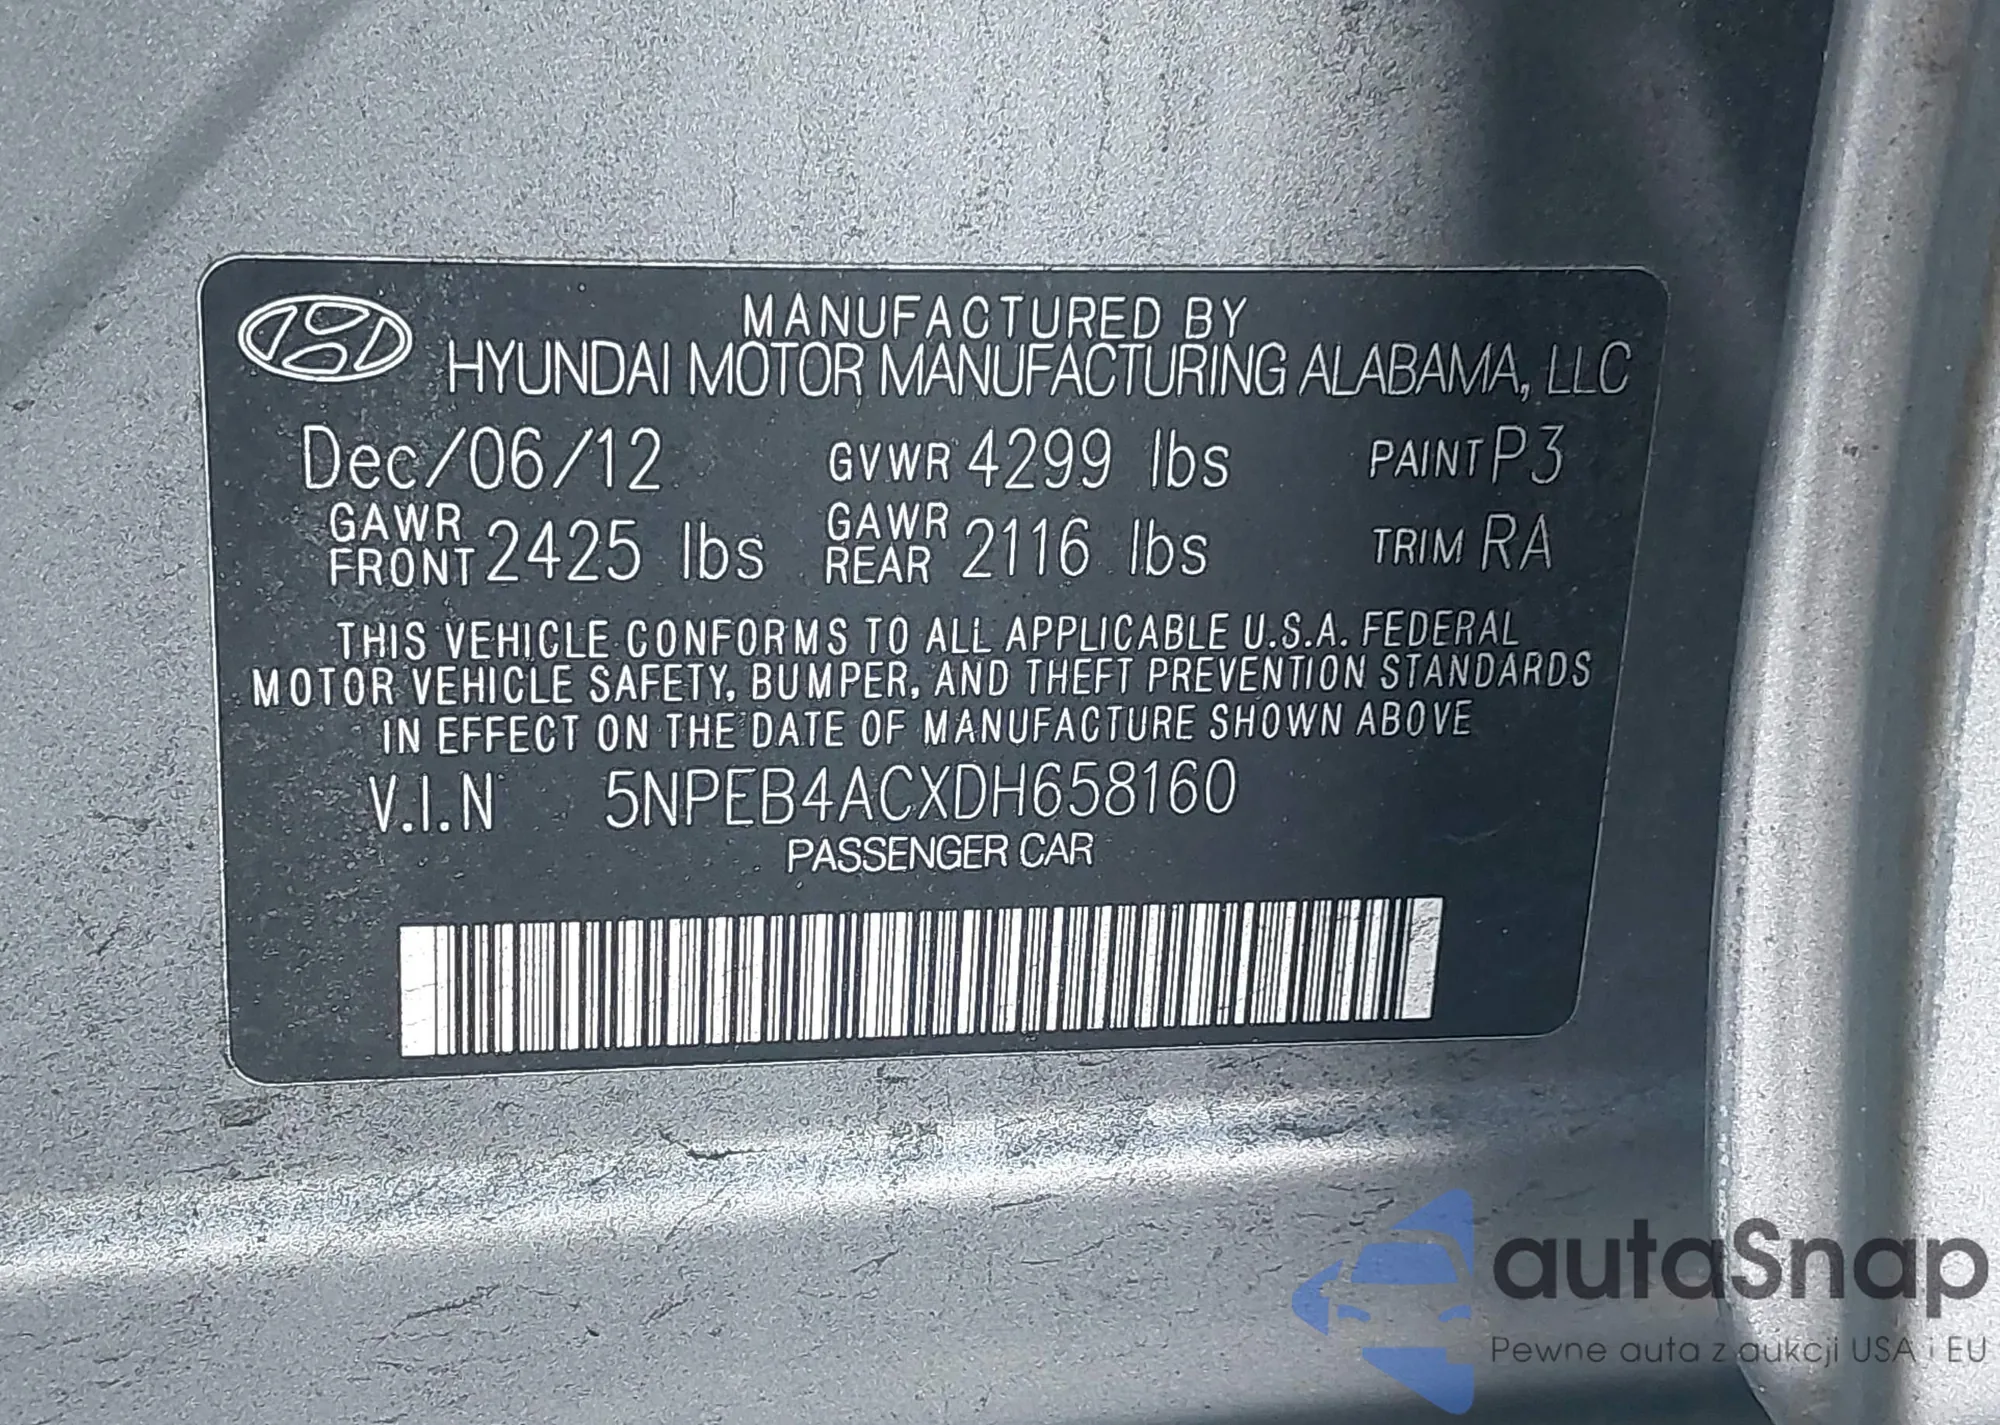 MANUFACTURED BY
HYUNDAI MOTOR MANUFACTURING ALABAMA, LLC
Dec/06/12 GVWR 4299 lbs PAINT P3
GAWR FRONT 2425 lbs GAWR REAR 2116 lbs TRIM RA
THIS VEHICLE CONFORMS TO ALL APPLICABLE U.S.A. FEDERAL
MOTOR VEHICLE SAFETY, BUMPER, AND THEFT PREVENTION STANDARDS
IN EFFECT ON THE DATE OF MANUFACTURE SHOWN ABOVE
V.I.N 5NPEB4ACXDH658160
PASSENGER CAR
autaSnap
Pewne auta z aukcji USA i EU